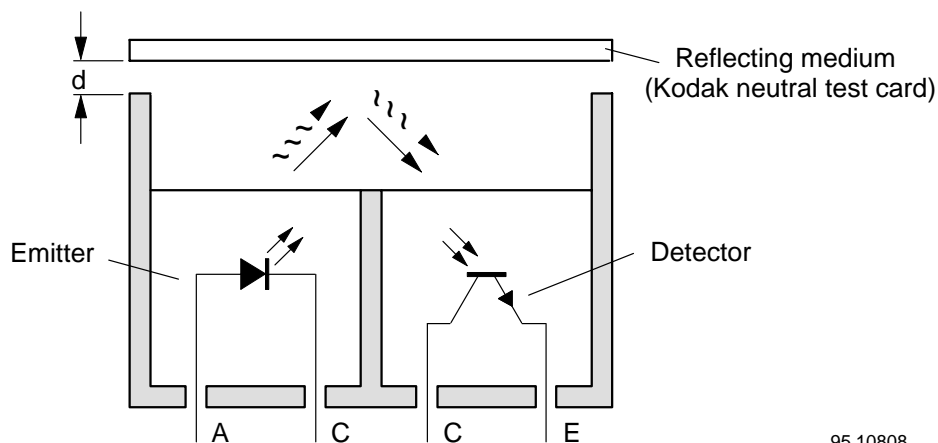 Reflecting medium
(Kodak neutral test card)
d
Emitter
Detector
A C C E
95 10808